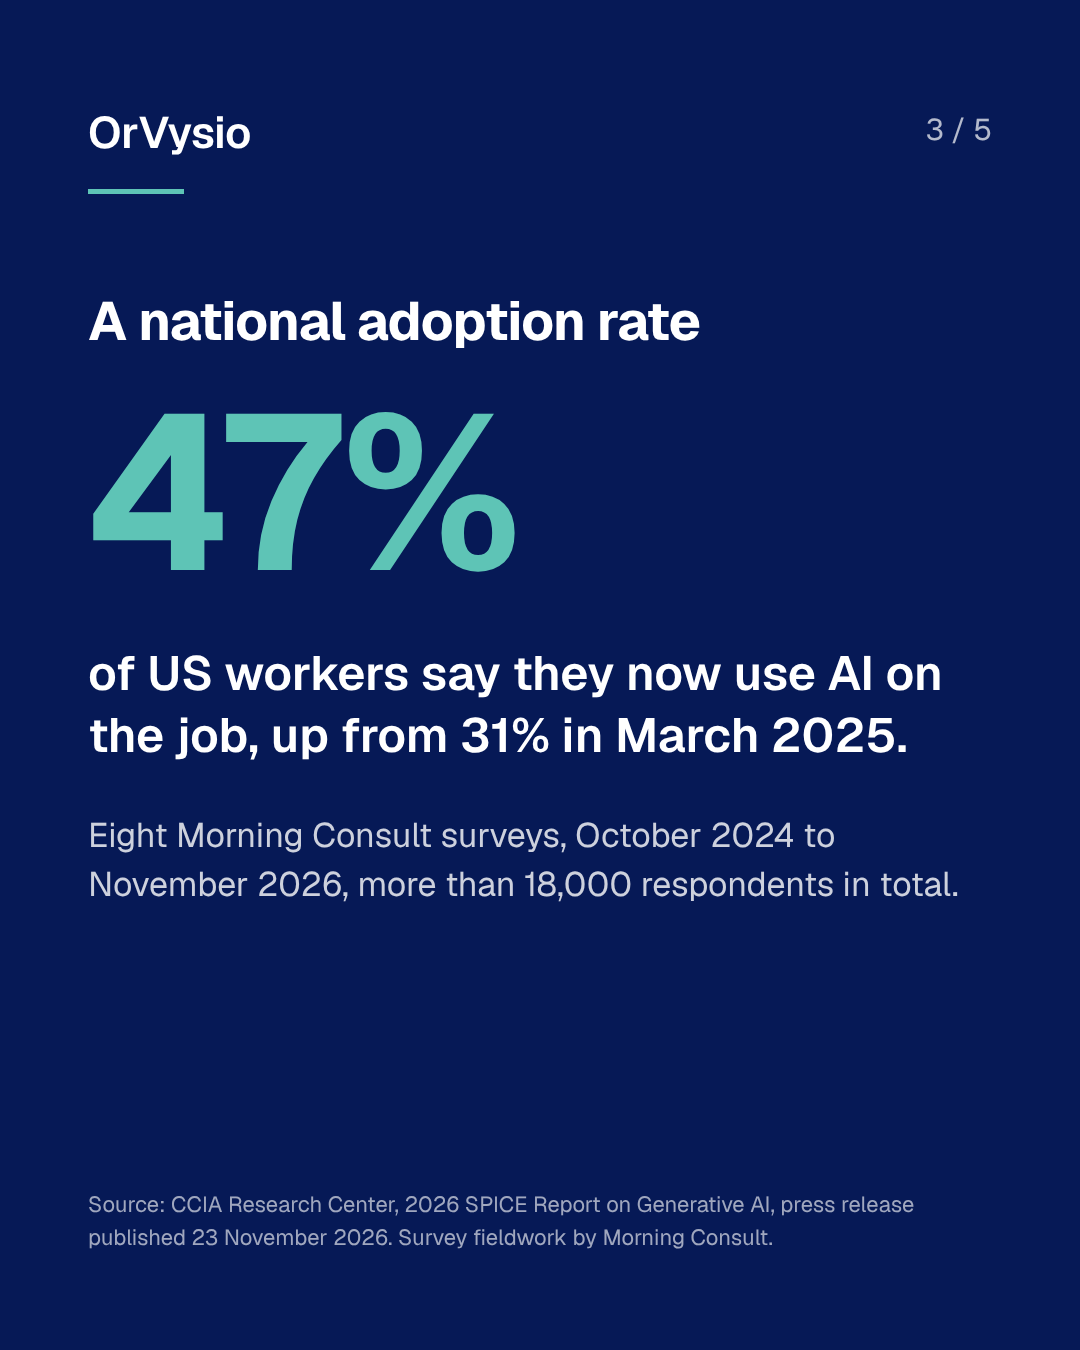 OrVysio
3 / 5
A national adoption rate
47%
of US workers say they now use AI on
the job, up from 31% in March 2025.
Eight Morning Consult surveys, October 2024 to
November 2026, more than 18,000 respondents in total.
Source: CCIA Research Center, 2026 SPICE Report on Generative AI, press release
published 23 November 2026. Survey fieldwork by Morning Consult.